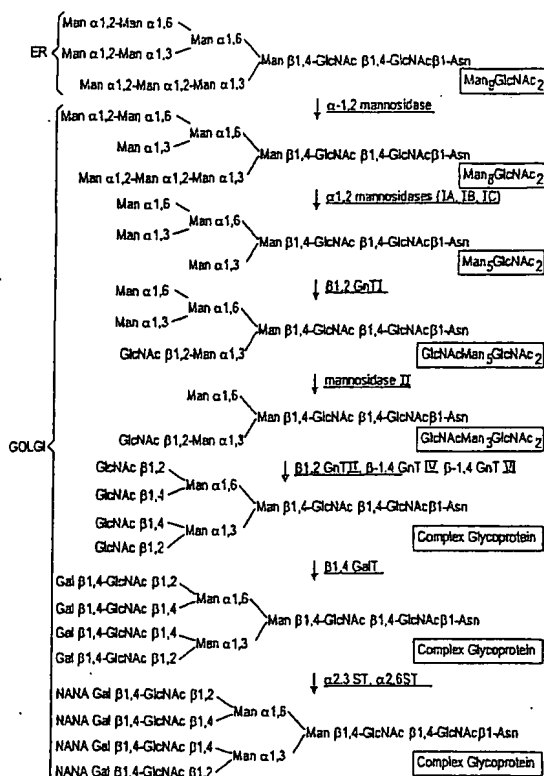 Man α1,2-Man α1,6
Man α1,6
Man α1,2-Man α1,3
ER
Man β1,4-GlcNAc β1,4-GlcNAcβ1-Asn
Man α1,2-Man α1,2-Man α1,3
Man9GlcNAc2
α-1,2 mannosidase
Man α1,2-Man α1,6
Man α1,6
Man α1,3
Man β1,4-GlcNAc β1,4-GlcNAcβ1-Asn
Man α1,2-Man α1,2-Man α1,3
Man8GlcNAc2
α1,2 mannosidases (IA, IB, IC)
Man α1,6
Man α1,6
Man α1,3
Man β1,4-GlcNAc β1,4-GlcNAcβ1-Asn
Man α1,3
Man5GlcNAc2
β1,2 GnTI
Man α1,6
Man α1,6
Man α1,3
Man β1,4-GlcNAc β1,4-GlcNAcβ1-Asn
GlcNAc β1,2-Man α1,3
GlcNAcMan5GlcNAc2
mannosidase II
Man α1,6
Man β1,4-GlcNAc β1,4-GlcNAcβ1-Asn
GlcNAc β1,2-Man α1,3
GlcNAcMan3GlcNAc2
GOLGI
β1,2 GnTII, β-1,4 GnT IV, β-1,4 GnT VI
GlcNAc β1,2
Man α1,6
GlcNAc β1,4
Man β1,4-GlcNAc β1,4-GlcNAcβ1-Asn
GlcNAc β1,4
Man α1,3
GlcNAc β1,2
Complex Glycoprotein
β1,4 GalT
Gal β1,4-GlcNAc β1,2
Man α1,6
Gal β1,4-GlcNAc β1,4
Man β1,4-GlcNAc β1,4-GlcNAcβ1-Asn
Gal β1,4-GlcNAc β1,4
Man α1,3
Gal β1,4-GlcNAc β1,2
Complex Glycoprotein
α2,3 ST, α2,6ST
NANA Gal β1,4-GlcNAc β1,2
Man α1,6
NANA Gal β1,4-GlcNAc β1,4
Man β1,4-GlcNAc β1,4-GlcNAcβ1-Asn
NANA Gal β1,4-GlcNAc β1,4
Man α1,3
NANA Gal β1,4-GlcNAc β1,2
Complex Glycoprotein